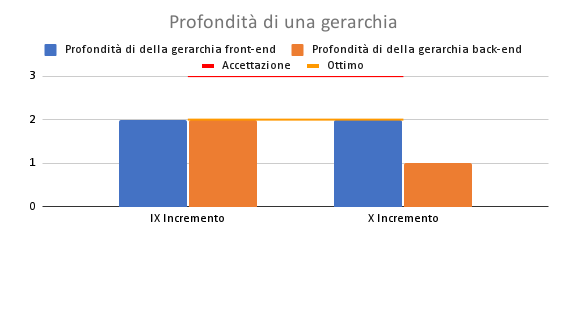 Profondità di una gerarchia
Profondità di della gerarchia front-end Profondità di della gerarchia back-end
Accettazione Ottimo
3
2
1
0
IX Incremento X Incremento